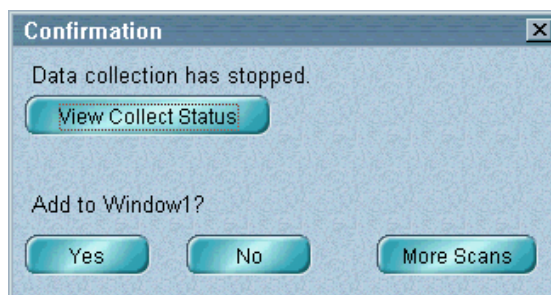 Confirmation
Data collection has stopped.
View Collect Status
Add to Window1?
Yes No More Scans